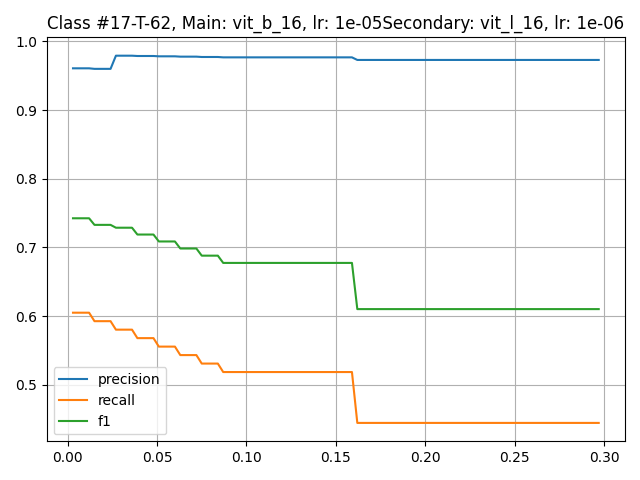 Class #17-T-62, Main: vit_b_16, lr: 1e-05Secondary: vit_l_16, lr: 1e-06
1.0
0.9
0.8
0.7
0.6
0.5
precision
recall
f1
0.00 0.05 0.10 0.15 0.20 0.25 0.30